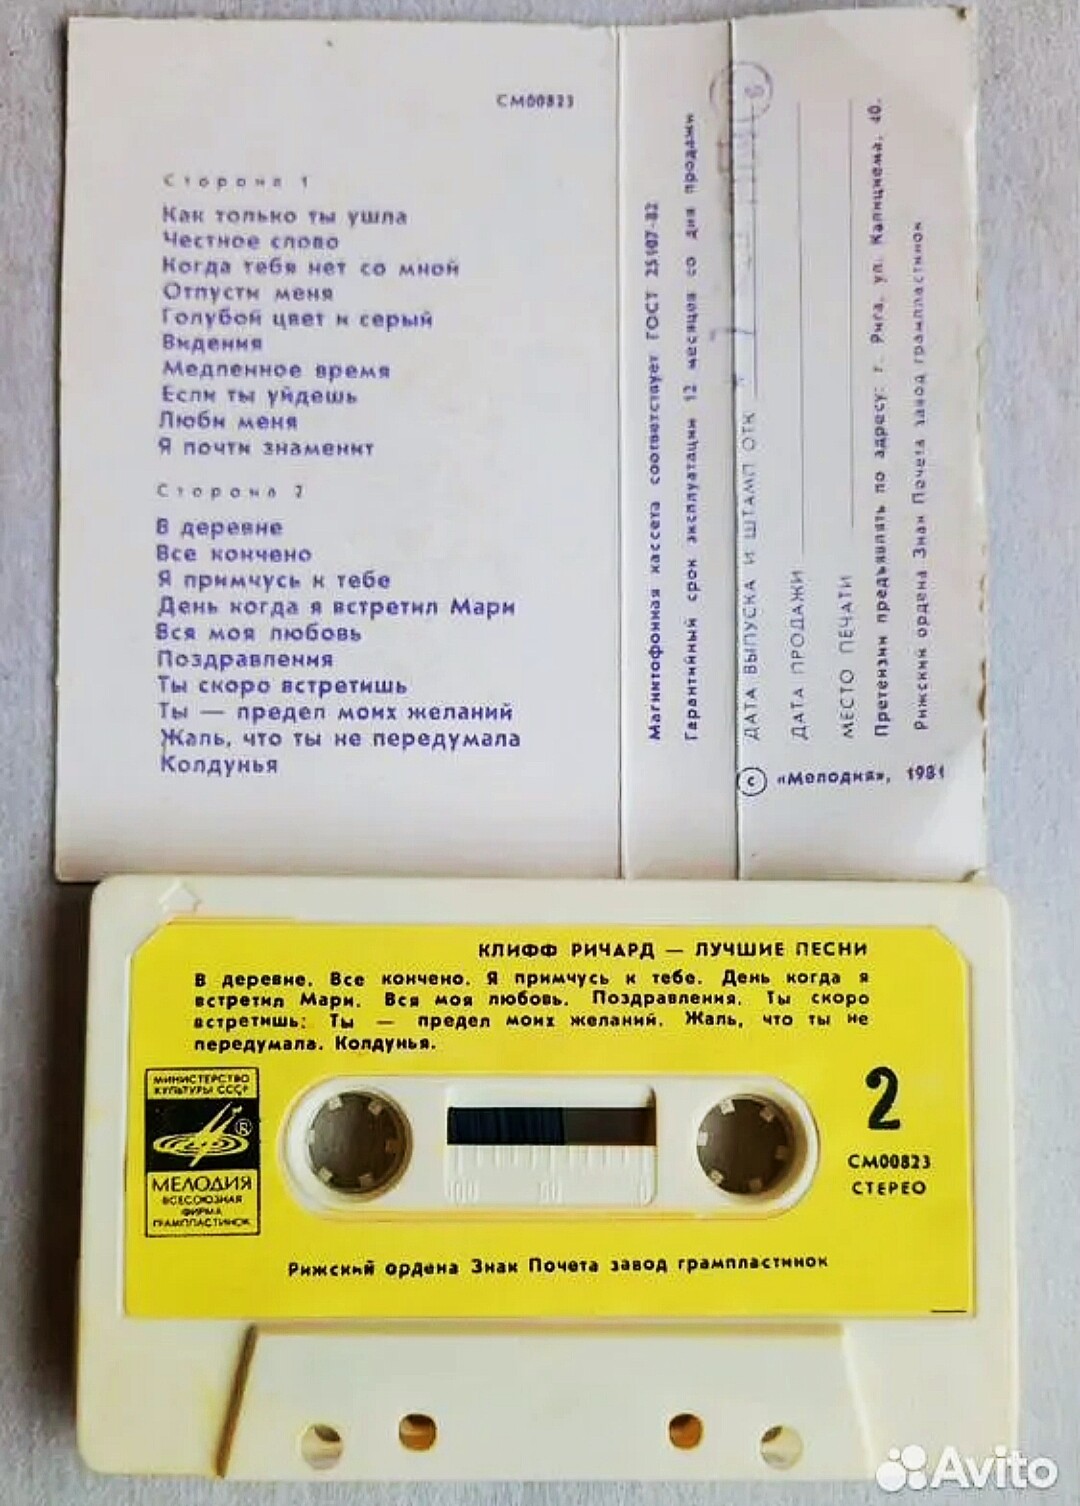 СМ00823
Сторона 1
Как только ты ушла
Честное слово
Когда тебя нет со мной
Отпусти меня
Голубой цвет и серый
Видения
Медленное время
Если ты уйдешь
Люби меня
Я почти знаменит
Сторона 2
В деревне
Все кончено
Я примчусь к тебе
День когда я встретил Мари
Вся моя любовь
Поздравления
Ты скоро встретишь
Ты — предел моих желаний
Жаль, что ты не передумала
Колдунья
Магнитофонная кассета соответствует ГОСТ 25107-82
Гарантийный срок эксплуатации 12 месяцев со дня продажи
ДАТА ВЫПУСКА И ШТАМП ОТК
ДАТА ПРОДАЖИ
МЕСТО ПЕЧАТИ
Претензии предъявлять по адресу: г. Рига, ул. Калнциема, 40.
Рижский ордена Знак Почета завод грампластинок
© «Мелодия», 1981
КЛИФФ РИЧАРД — ЛУЧШИЕ ПЕСНИ
В деревне. Все кончено. Я примчусь к тебе. День когда я
встретил Мари. Вся моя любовь. Поздравления. Ты скоро
встретишь: Ты — предел моих желаний. Жаль, что ты не
передумала. Колдунья.
МИНИСТЕРСТВО
КУЛЬТУРЫ СССР
®
МЕЛОДИЯ
ВСЕСОЮЗНАЯ
ФИРМА
ГРАМПЛАСТИНОК
2
СМ00823
СТЕРЕО
100 50 0
Рижский ордена Знак Почета завод грампластинок
Avito